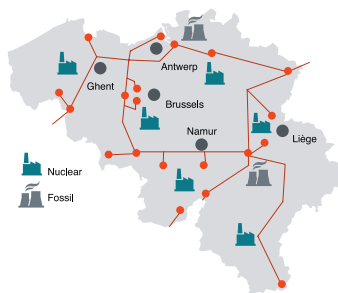 Antwerp
Ghent
Brussels
Namur
Liège
Nuclear
Fossil